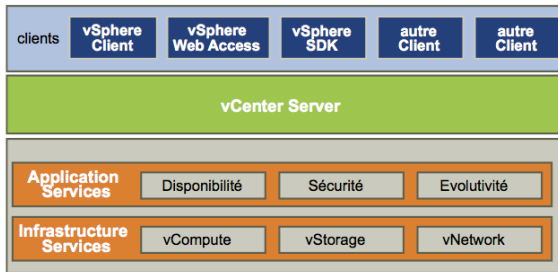 clients
vSphere Client
vSphere Web Access
vSphere SDK
autre Client
autre Client
vCenter Server
Application Services
Disponibilité
Sécurité
Evolutivité
Infrastructure Services
vCompute
vStorage
vNetwork